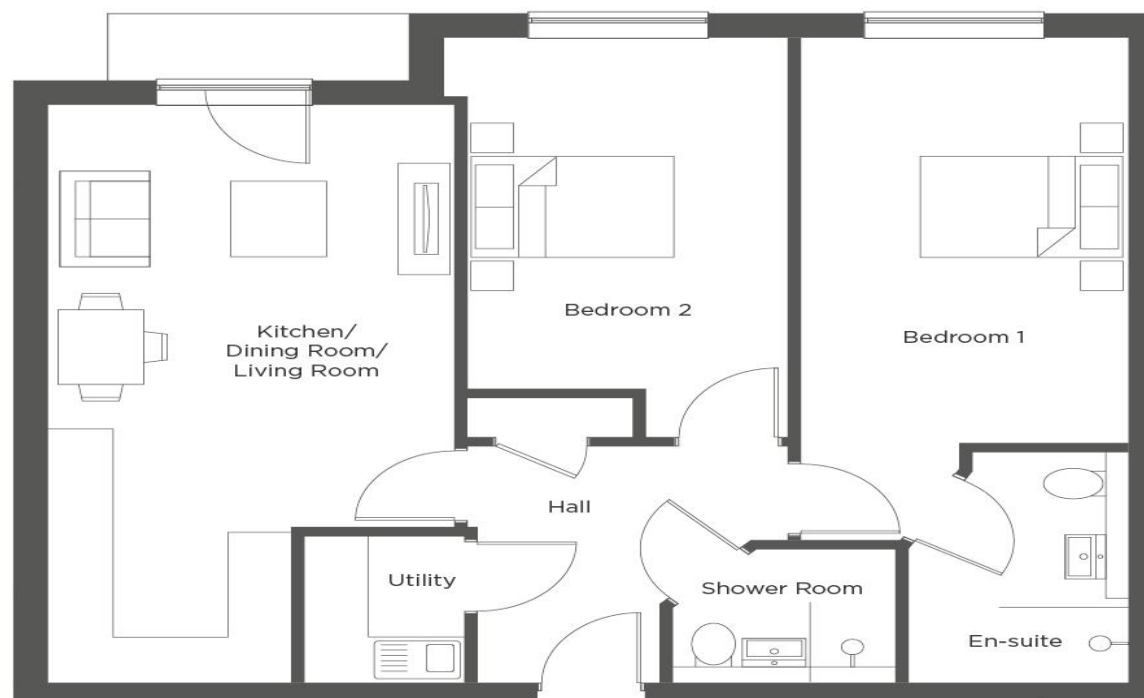 Bedroom 2
Kitchen/
Dining Room/
Living Room
Bedroom 1
Hall
Utility
Shower Room
En-suite